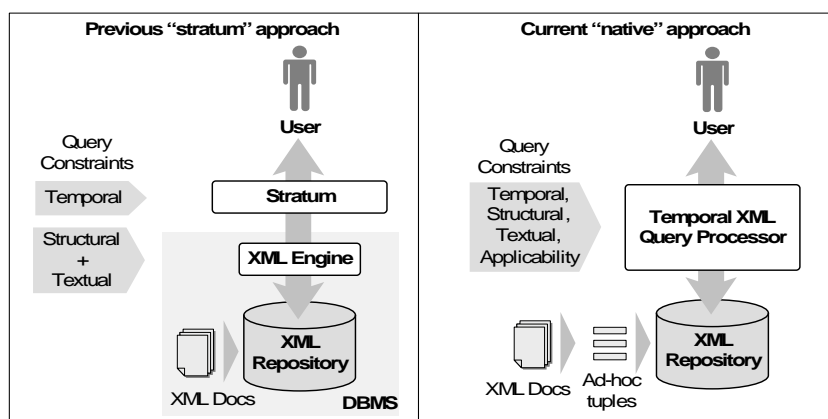 Previous “stratum” approach
User
Query
Constraints
Temporal
Stratum
Structural
+
Textual
XML Engine
XML
Repository
XML Docs
DBMS
Current “native” approach
User
Query
Constraints
Temporal,
Structural,
Textual,
Applicability
Temporal XML
Query Processor
XML
Repository
XML Docs
Ad-hoc
tuples